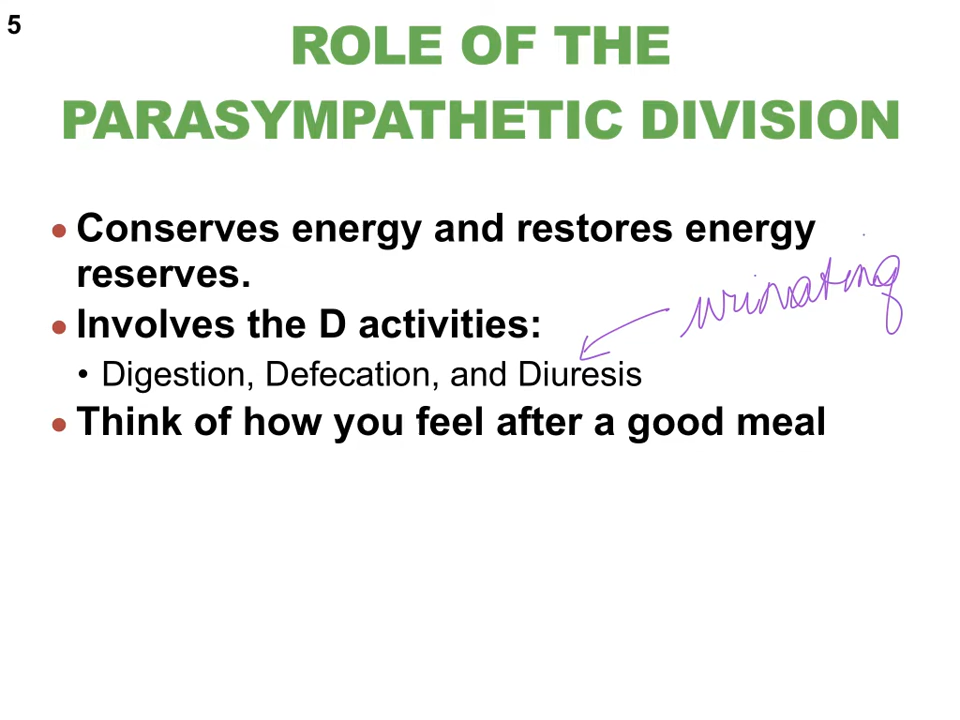 5
ROLE OF THE
PARASYMPATHETIC DIVISION
• Conserves energy and restores energy
reserves.
urinating
• Involves the D activities:
• Digestion, Defecation, and Diuresis
• Think of how you feel after a good meal